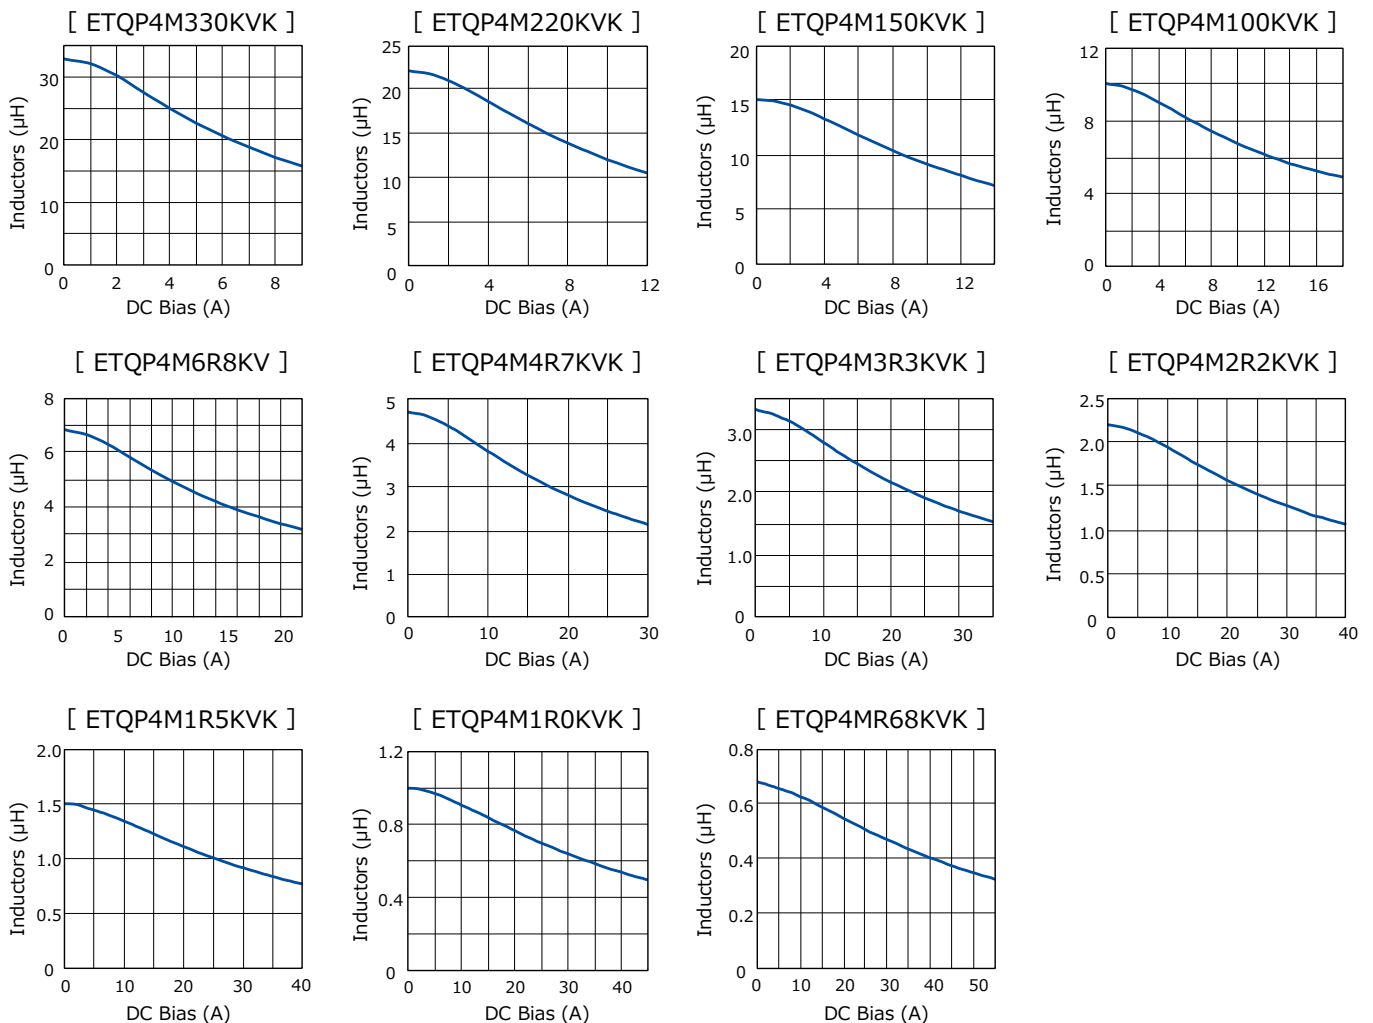 [ ETQP4M330KVK ]
[ ETQP4M220KVK ]
[ ETQP4M150KVK ]
[ ETQP4M100KVK ]
Inductors (µH)
30
20
10
0
0 2 4 6 8
DC Bias (A)
Inductors (µH)
25
20
15
10
5
0
0 4 8 12
DC Bias (A)
Inductors (µH)
20
15
10
5
0
0 4 8 12
DC Bias (A)
Inductors (µH)
12
8
4
0
0 4 8 12 16
DC Bias (A)
[ ETQP4M6R8KV ]
[ ETQP4M4R7KVK ]
[ ETQP4M3R3KVK ]
[ ETQP4M2R2KVK ]
Inductors (µH)
8
6
4
2
0
0 5 10 15 20
DC Bias (A)
Inductors (µH)
5
4
3
2
1
0
0 10 20 30
DC Bias (A)
Inductors (µH)
3.0
2.0
1.0
0
0 10 20 30
DC Bias (A)
Inductors (µH)
2.5
2.0
1.5
1.0
0.5
0
0 10 20 30 40
DC Bias (A)
[ ETQP4M1R5KVK ]
[ ETQP4M1R0KVK ]
[ ETQP4MR68KVK ]
Inductors (µH)
2.0
1.5
1.0
0.5
0
0 10 20 30 40
DC Bias (A)
Inductors (µH)
1.2
0.8
0.4
0
0 10 20 30 40
DC Bias (A)
Inductors (µH)
0.8
0.6
0.4
0.2
0
0 10 20 30 40 50
DC Bias (A)